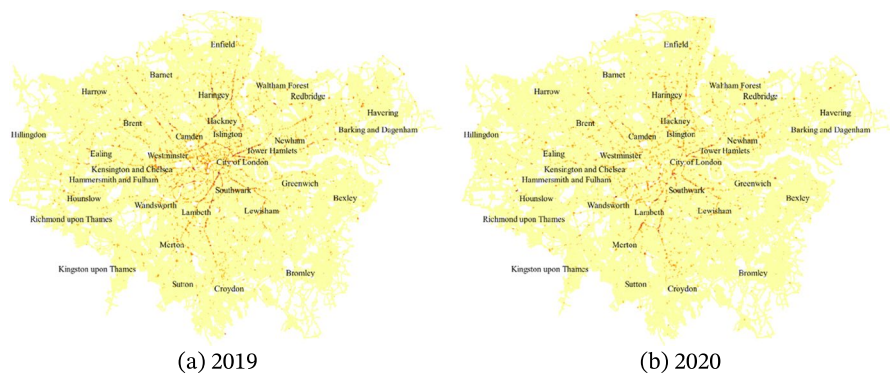 Enfield
Barnet
Harrow
Haringey
Waltham Forest
Redbridge
Havering
Brent
Hackney
Hillingdon
Camden
Islington
Barking and Dagenham
Newham
Ealing
Westminster
Tower Hamlets
City of London
Kensington and Chelsea
Hammersmith and Fulham
Greenwich
Southwark
Hounslow
Bexley
Wandsworth
Lambeth
Lewisham
Richmond upon Thames
Merton
Kingston upon Thames
Bromley
Sutton
Croydon
(a) 2019
Enfield
Barnet
Harrow
Haringey
Waltham Forest
Redbridge
Havering
Brent
Hackney
Hillingdon
Camden
Islington
Barking and Dagenham
Newham
Ealing
Westminster
Tower Hamlets
City of London
Kensington and Chelsea
Hammersmith and Fulham
Greenwich
Southwark
Hounslow
Bexley
Wandsworth
Lambeth
Lewisham
Richmond upon Thames
Merton
Kingston upon Thames
Bromley
Sutton
Croydon
(b) 2020